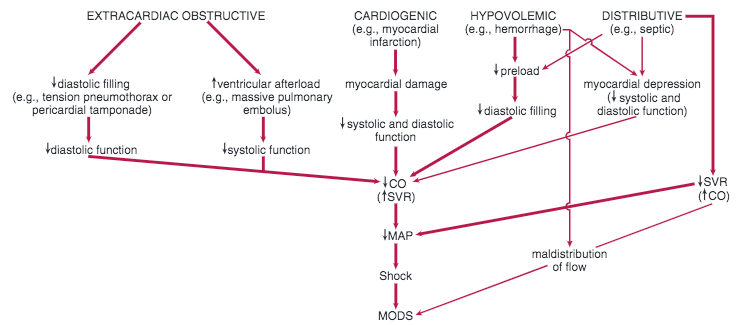 EXTRACARDIAC OBSTRUCTIVE
CARDIOGENIC
(e.g., myocardial
infarction)
HYPOVOLEMIC
(e.g., hemorrhage)
DISTRIBUTIVE
(e.g., septic)
↓diastolic filling
(e.g., tension pneumothorax or
pericardial tamponade)
↑ventricular afterload
(e.g., massive pulmonary
embolus)
myocardial damage
↓preload
myocardial depression
(↓systolic and
diastolic function)
↓diastolic function
↓systolic function
↓systolic and diastolic
function
↓diastolic filling
↓CO
(↑SVR)
↓SVR
(↑CO)
↓MAP
maldistribution
of flow
Shock
MODS